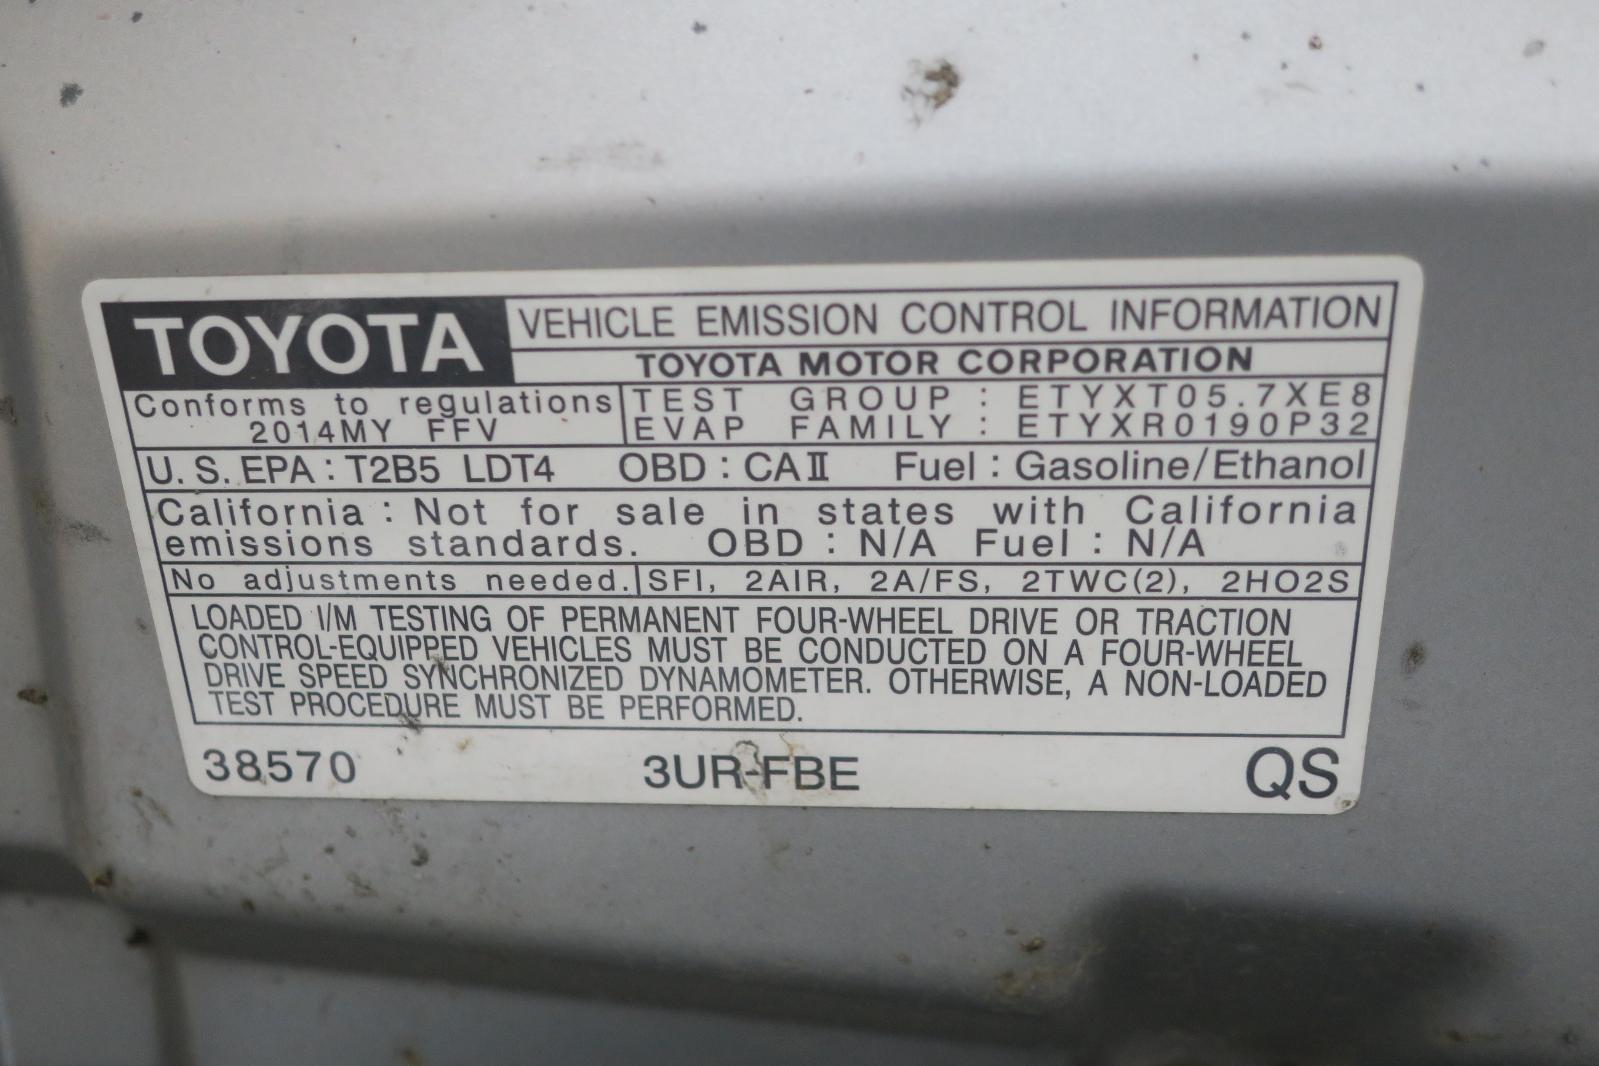 TOYOTA
VEHICLE EMISSION CONTROL INFORMATION
TOYOTA MOTOR CORPORATION
Conforms to regulations
2014MY FFV
TEST GROUP : ETYXT05.7XE8
EVAP FAMILY : ETYXR0190P32
U. S. EPA : T2B5 LDT4 OBD : CAⅡ Fuel : Gasoline/Ethanol
California : Not for sale in states with California
emissions standards. OBD : N/A Fuel : N/A
No adjustments needed. SFI, 2AIR, 2A/FS, 2TWC(2), 2HO2S
LOADED I/M TESTING OF PERMANENT FOUR-WHEEL DRIVE OR TRACTION
CONTROL-EQUIPPED VEHICLES MUST BE CONDUCTED ON A FOUR-WHEEL
DRIVE SPEED SYNCHRONIZED DYNAMOMETER. OTHERWISE, A NON-LOADED
TEST PROCEDURE MUST BE PERFORMED.
38570 3UR-FBE QS